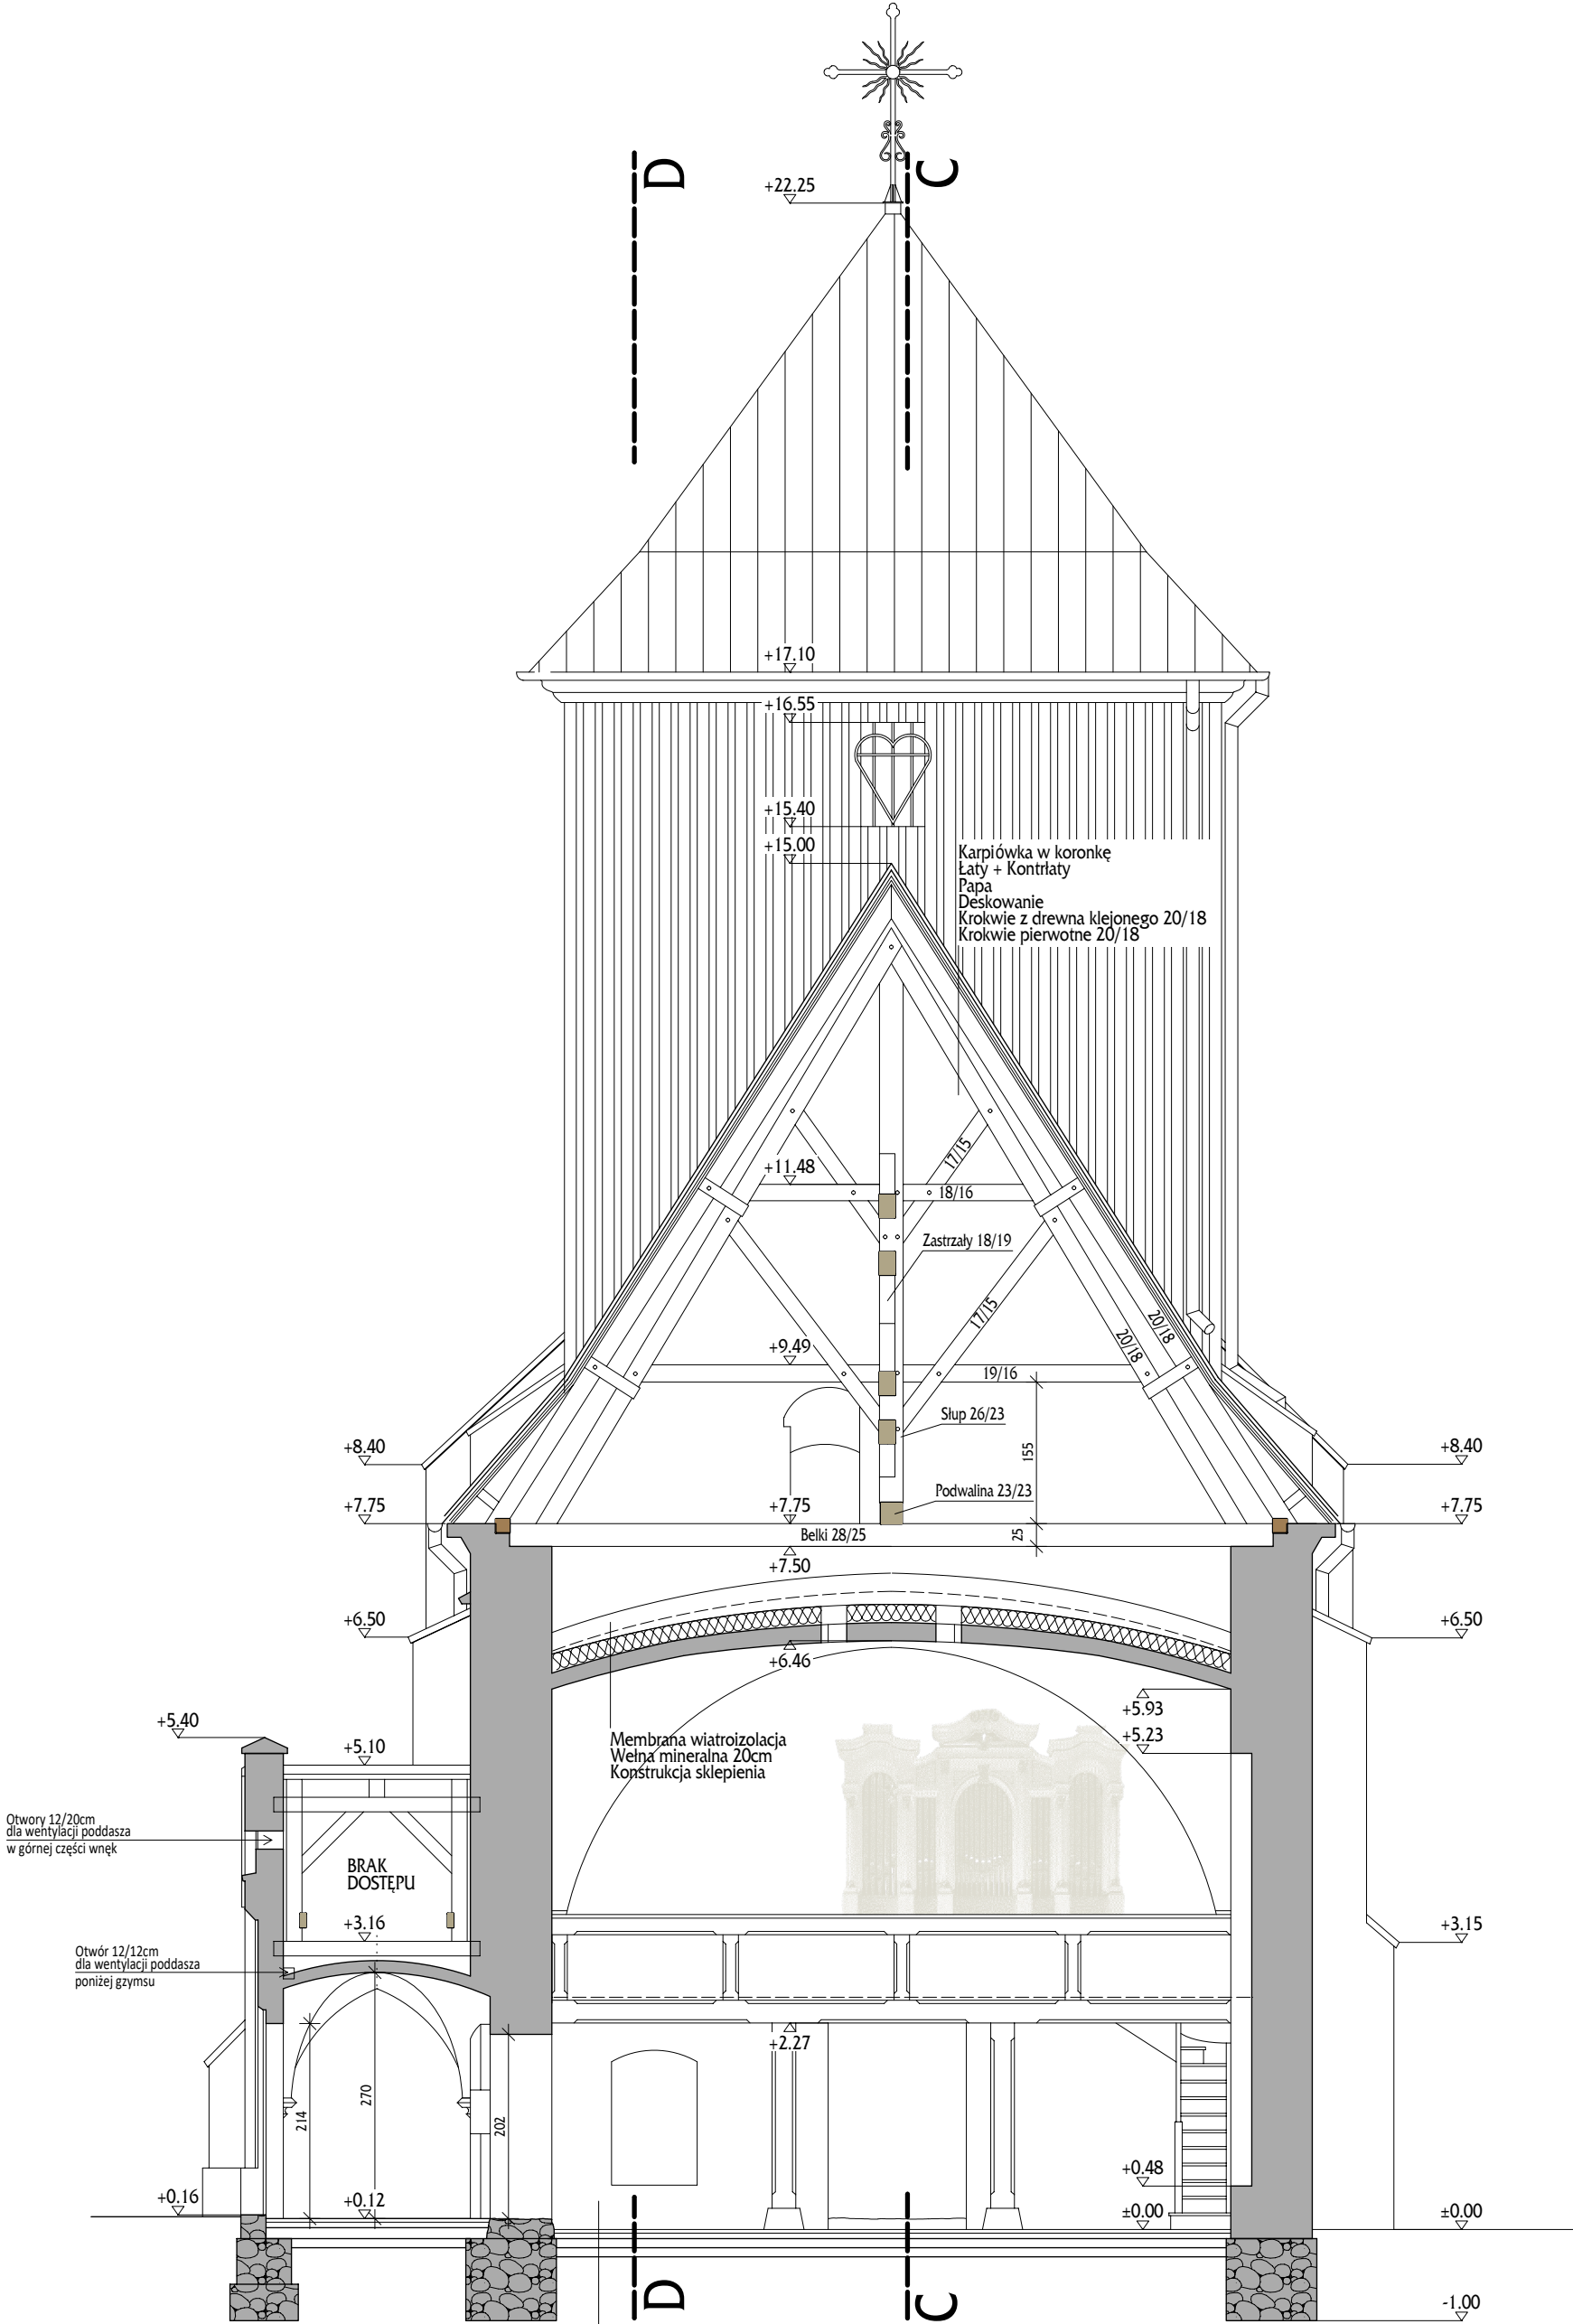 D
C
+22.25
+17.10
+16.55
+15.40
+15.00
Karpiówka w koronkę
Łaty + Kontrłaty
Papa
Deskowanie
Krokwie z drewna klejonego 20/18
Krokwie pierwotne 20/18
17/15
+11.48
18/16
Zastrzały 18/19
17/15
20/18
20/18
+9.49
19/16
Słup 26/23
155
+8.40
+8.40
Podwalina 23/23
+7.75
+7.75
+7.75
Belki 28/25
25
+7.50
+6.50
+6.50
+6.46
+5.93
+5.23
+5.40
+5.10
Membrana wiatroizolacja
Wełna mineralna 20cm
Konstrukcja sklepienia
Otwory 12/20cm
dla wentylacji poddasza
w górnej części wnęk
BRAK
DOSTĘPU
+3.16
+3.15
Otwór 12/12cm
dla wentylacji poddasza
poniżej gzymsu
+2.27
214
270
202
+0.48
+0.16
+0.12
±0.00
±0.00
D
C
-1.00